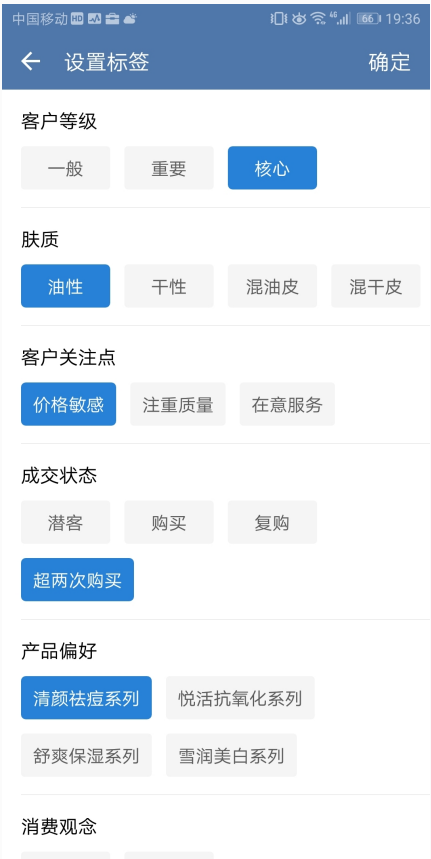 中国移动 HD 4G 66 19:36
设置标签 确定
客户等级
一般 重要 核心
肤质
油性 干性 混油皮 混干皮
客户关注点
价格敏感 注重质量 在意服务
成交状态
潜客 购买 复购
超两次购买
产品偏好
清颜祛痘系列 悦活抗氧化系列
舒爽保湿系列 雪润美白系列
消费观念